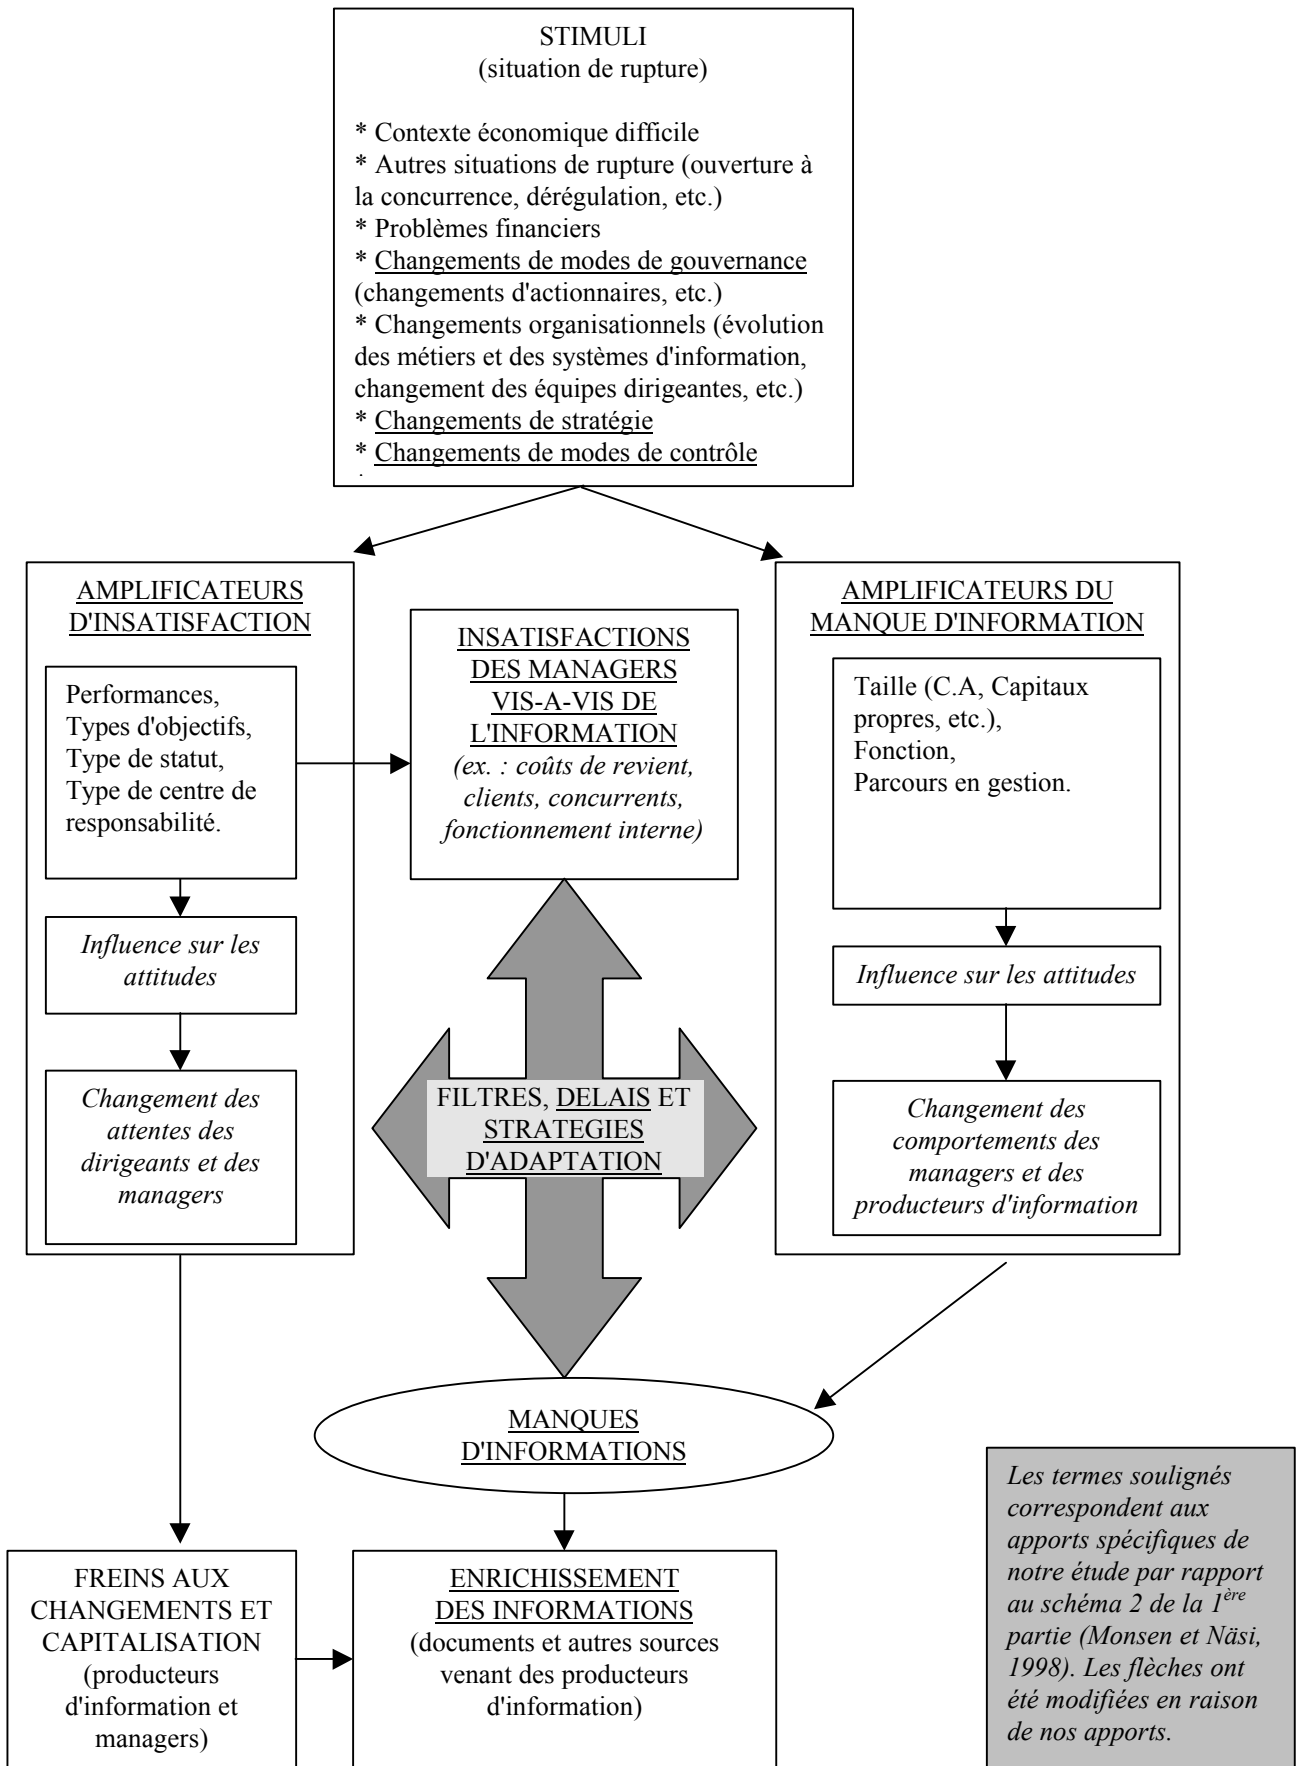 STIMULI
(situation de rupture)
* Contexte économique difficile
* Autres situations de rupture (ouverture à
la concurrence, dérégulation, etc.)
* Problèmes financiers
* Changements de modes de gouvernance
(changements d'actionnaires, etc.)
* Changements organisationnels (évolution
des métiers et des systèmes d'information,
changement des équipes dirigeantes, etc.)
* Changements de stratégie
* Changements de modes de contrôle
AMPLIFICATEURS
D'INSATISFACTION
Performances,
Types d'objectifs,
Type de statut,
Type de centre de
responsabilité.
Influence sur les
attitudes
Changement des
attentes des
dirigeants et des
managers
INSATISFACTIONS
DES MANAGERS
VIS-A-VIS DE
L'INFORMATION
(ex. : coûts de revient,
clients, concurrents,
fonctionnement interne)
AMPLIFICATEURS DU
MANQUE D'INFORMATION
Taille (C.A, Capitaux
propres, etc.),
Fonction,
Parcours en gestion.
Influence sur les attitudes
Changement des
comportements des
managers et des
producteurs d'information
FILTRES, DELAIS ET
STRATEGIES
D'ADAPTATION
MANQUES
D'INFORMATIONS
FREINS AUX
CHANGEMENTS ET
CAPITALISATION
(producteurs
d'information et
managers)
ENRICHISSEMENT
DES INFORMATIONS
(documents et autres sources
venant des producteurs
d'information)
Les termes soulignés
correspondent aux
apports spécifiques de
notre étude par rapport
au schéma 2 de la 1ère
partie (Monsen et Näsi,
1998). Les flèches ont
été modifiées en raison
de nos apports.